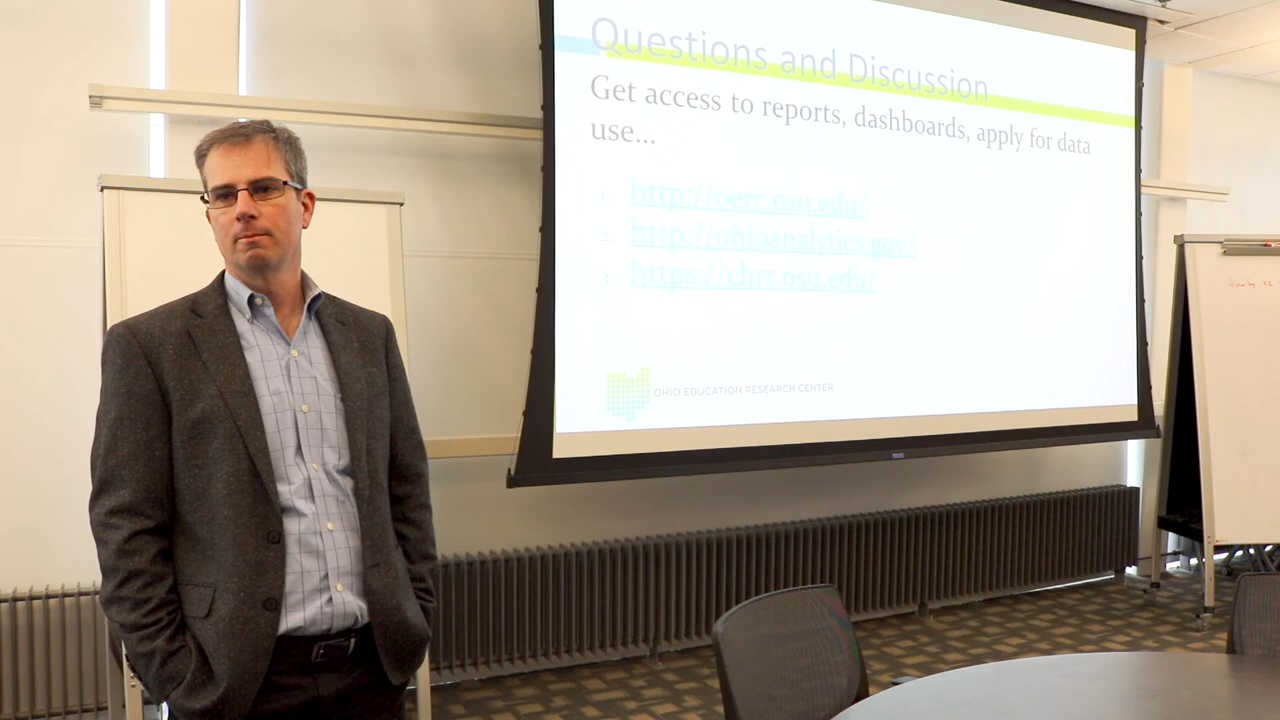 Questions and Discussion
Get access to reports, dashboards, apply for data
use...
1. http://oerc.osu.edu/
2. http://ohioanalytics.gov/
3. https://chrr.osu.edu/
OHIO EDUCATION RESEARCH CENTER